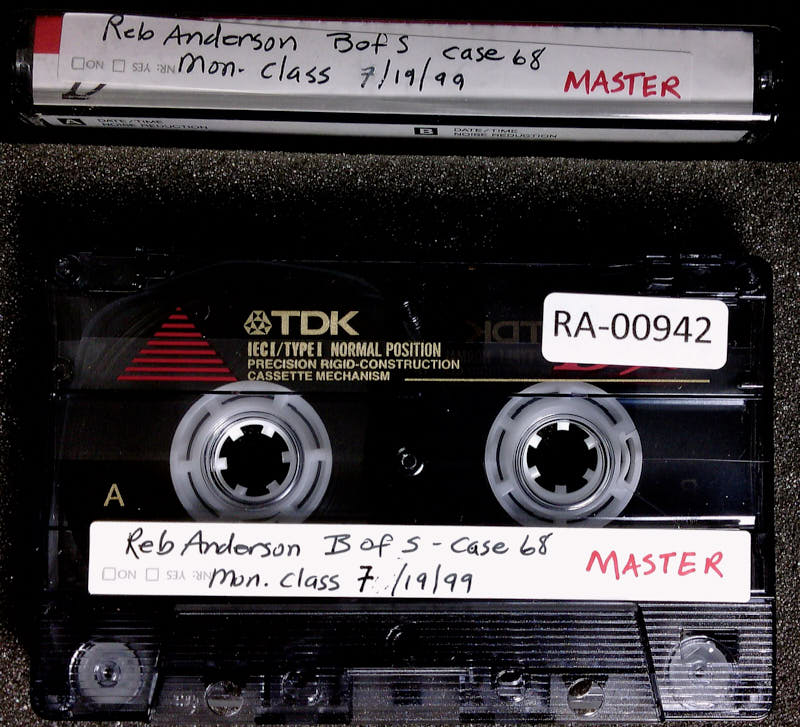 Reb Anderson B of S case 68
NO YES NR: Mon. Class 7/19/99
MASTER
A DATE/TIME
NOISE REDUCTION
B DATE/TIME
NOISE REDUCTION
TDK
IEC I/TYPE I NORMAL POSITION
PRECISION RIGID-CONSTRUCTION
CASSETTE MECHANISM
RA-00942
A
Reb Anderson B of S - Case 68
NO YES NR: Mon. Class 7/19/99
MASTER